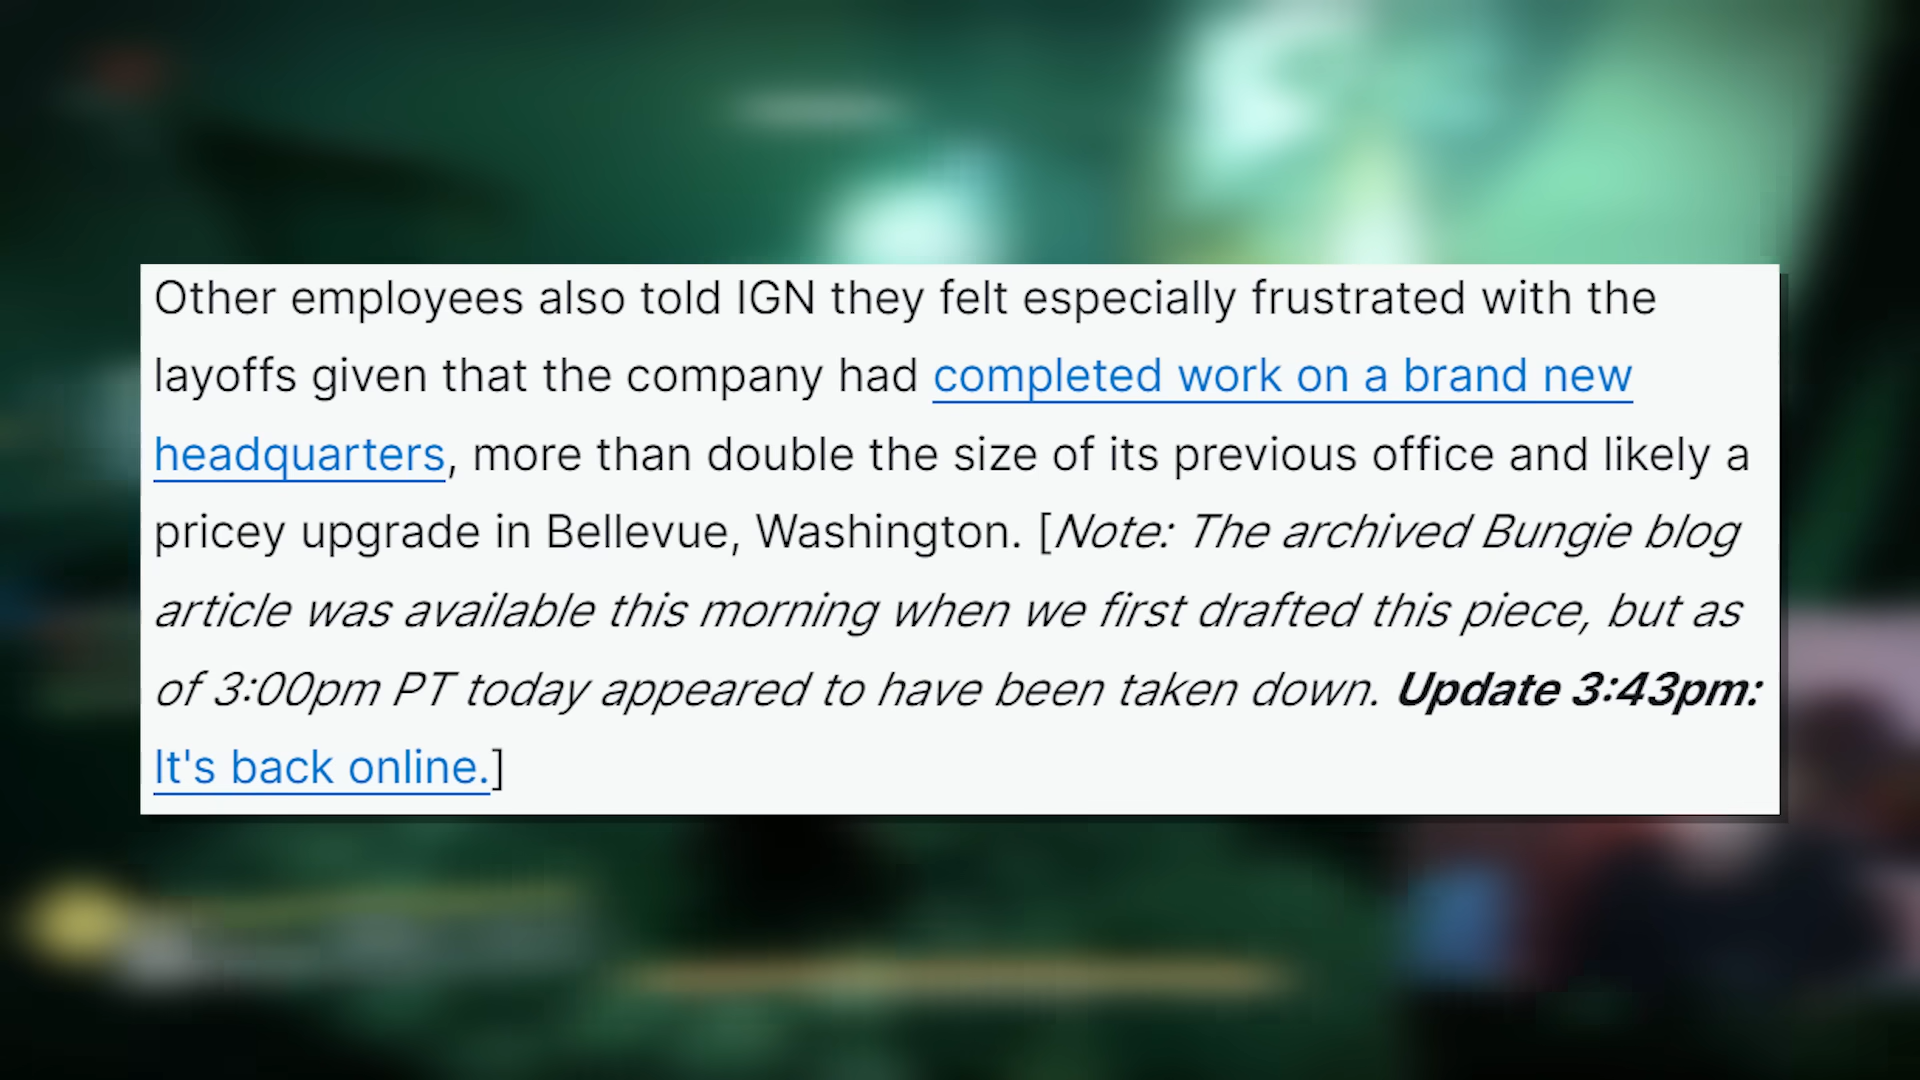 Other employees also told IGN they felt especially frustrated with the
layoffs given that the company had completed work on a brand new
headquarters, more than double the size of its previous office and likely a
pricey upgrade in Bellevue, Washington. [Note: The archived Bungie blog
article was available this morning when we first drafted this piece, but as
of 3:00pm PT today appeared to have been taken down. Update 3:43pm:
It's back online.]